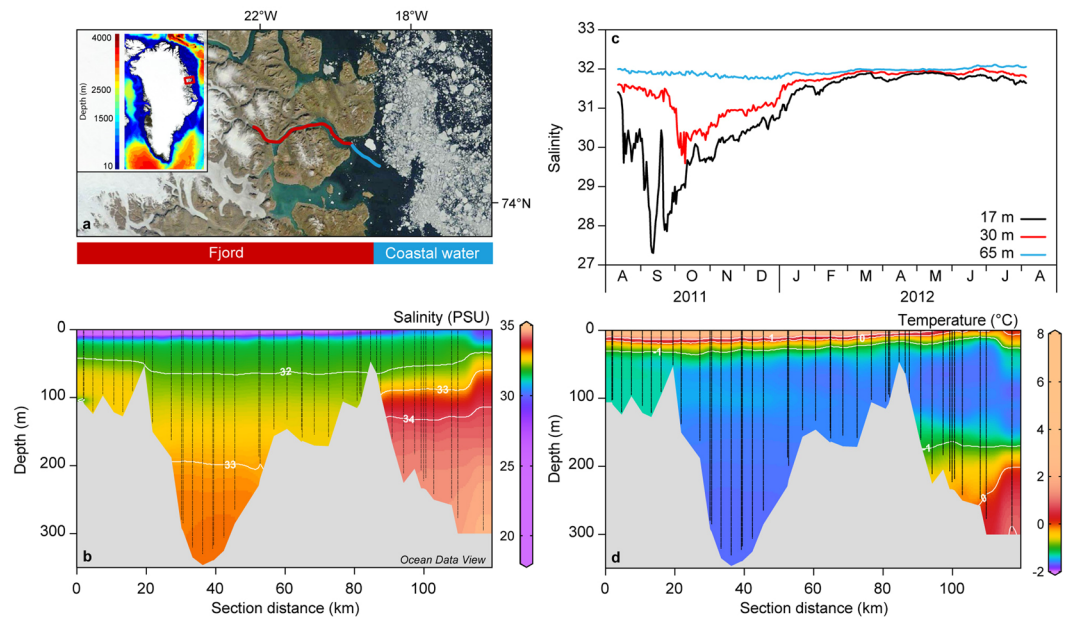 22°W 18°W
4000
2500
1500
10
Depth (m)
a
74°N
Fjord Coastal water
c
33
32
31
30
29
28
27
Salinity
17 m
30 m
65 m
A S O N D J F M A M J J A
2011 2012
Salinity (PSU)
0
100
200
300
Depth (m)
32
33
34
33
b
Ocean Data View
0 20 40 60 80 100
Section distance (km)
35
30
25
20
Temperature (°C)
0
100
200
300
Depth (m)
-1
1
0
-1
0
d
0 20 40 60 80 100
Section distance (km)
8
6
4
2
0
-2